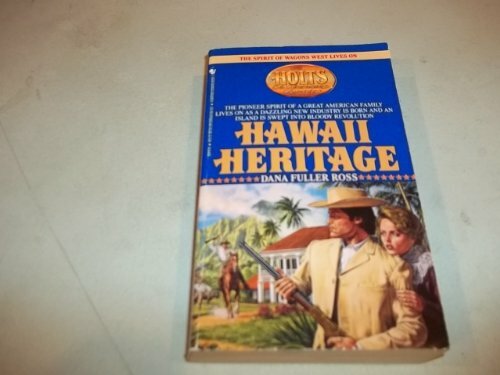 THE SPIRIT OF WAGONS WEST LIVES ON
THE
HOLTS
THE PIONEER SPIRIT OF A GREAT AMERICAN FAMILY
LIVES ON AS A DAZZLING NEW INDUSTRY IS BORN AND AN
ISLAND IS SWEPT INTO BLOODY REVOLUTION
HAWAII
HERITAGE
DANA FULLER ROSS